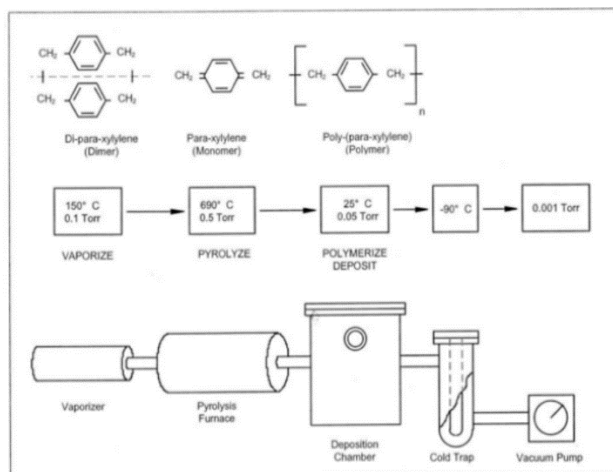 CH₂ CH₂
CH₂ CH₂
Di-para-xylylene
(Dimer)
CH₂ CH₂
Para-xylylene
(Monomer)
CH₂ CH₂
n
Poly-(para-xylylene)
(Polymer)
150° C
0.1 Torr
VAPORIZE
690° C
0.5 Torr
PYROLYZE
25° C
0.05 Torr
POLYMERIZE
DEPOSIT
-90° C
0.001 Torr
Vaporizer
Pyrolysis
Furnace
Deposition
Chamber
Cold Trap
Vacuum Pump